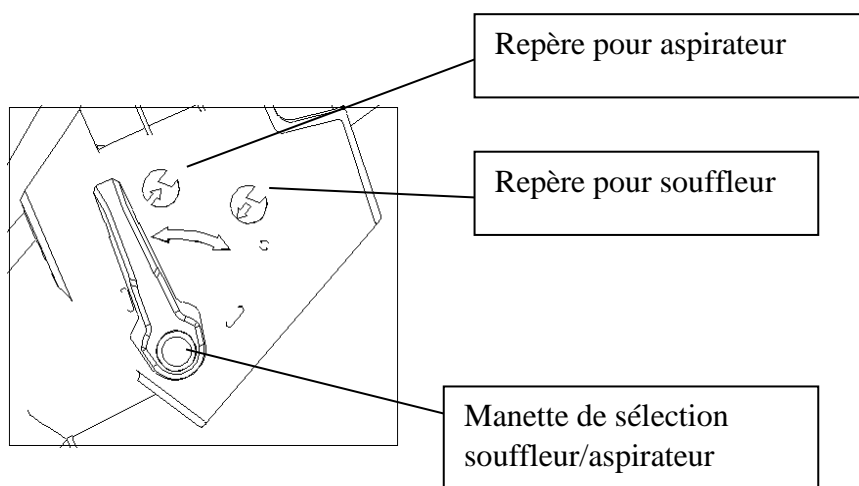 Repère pour aspirateur
Repère pour souffleur
Manette de sélection
souffleur/aspirateur